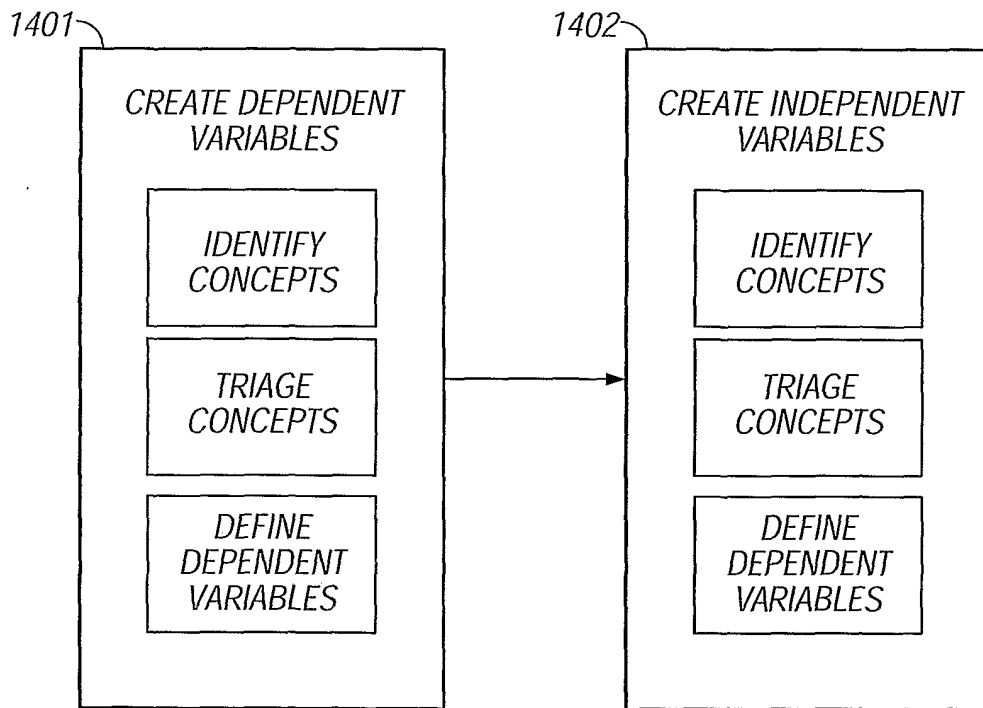 1401
CREATE DEPENDENT
VARIABLES
IDENTIFY
CONCEPTS
TRIAGE
CONCEPTS
DEFINE
DEPENDENT
VARIABLES
1402
CREATE INDEPENDENT
VARIABLES
IDENTIFY
CONCEPTS
TRIAGE
CONCEPTS
DEFINE
DEPENDENT
VARIABLES